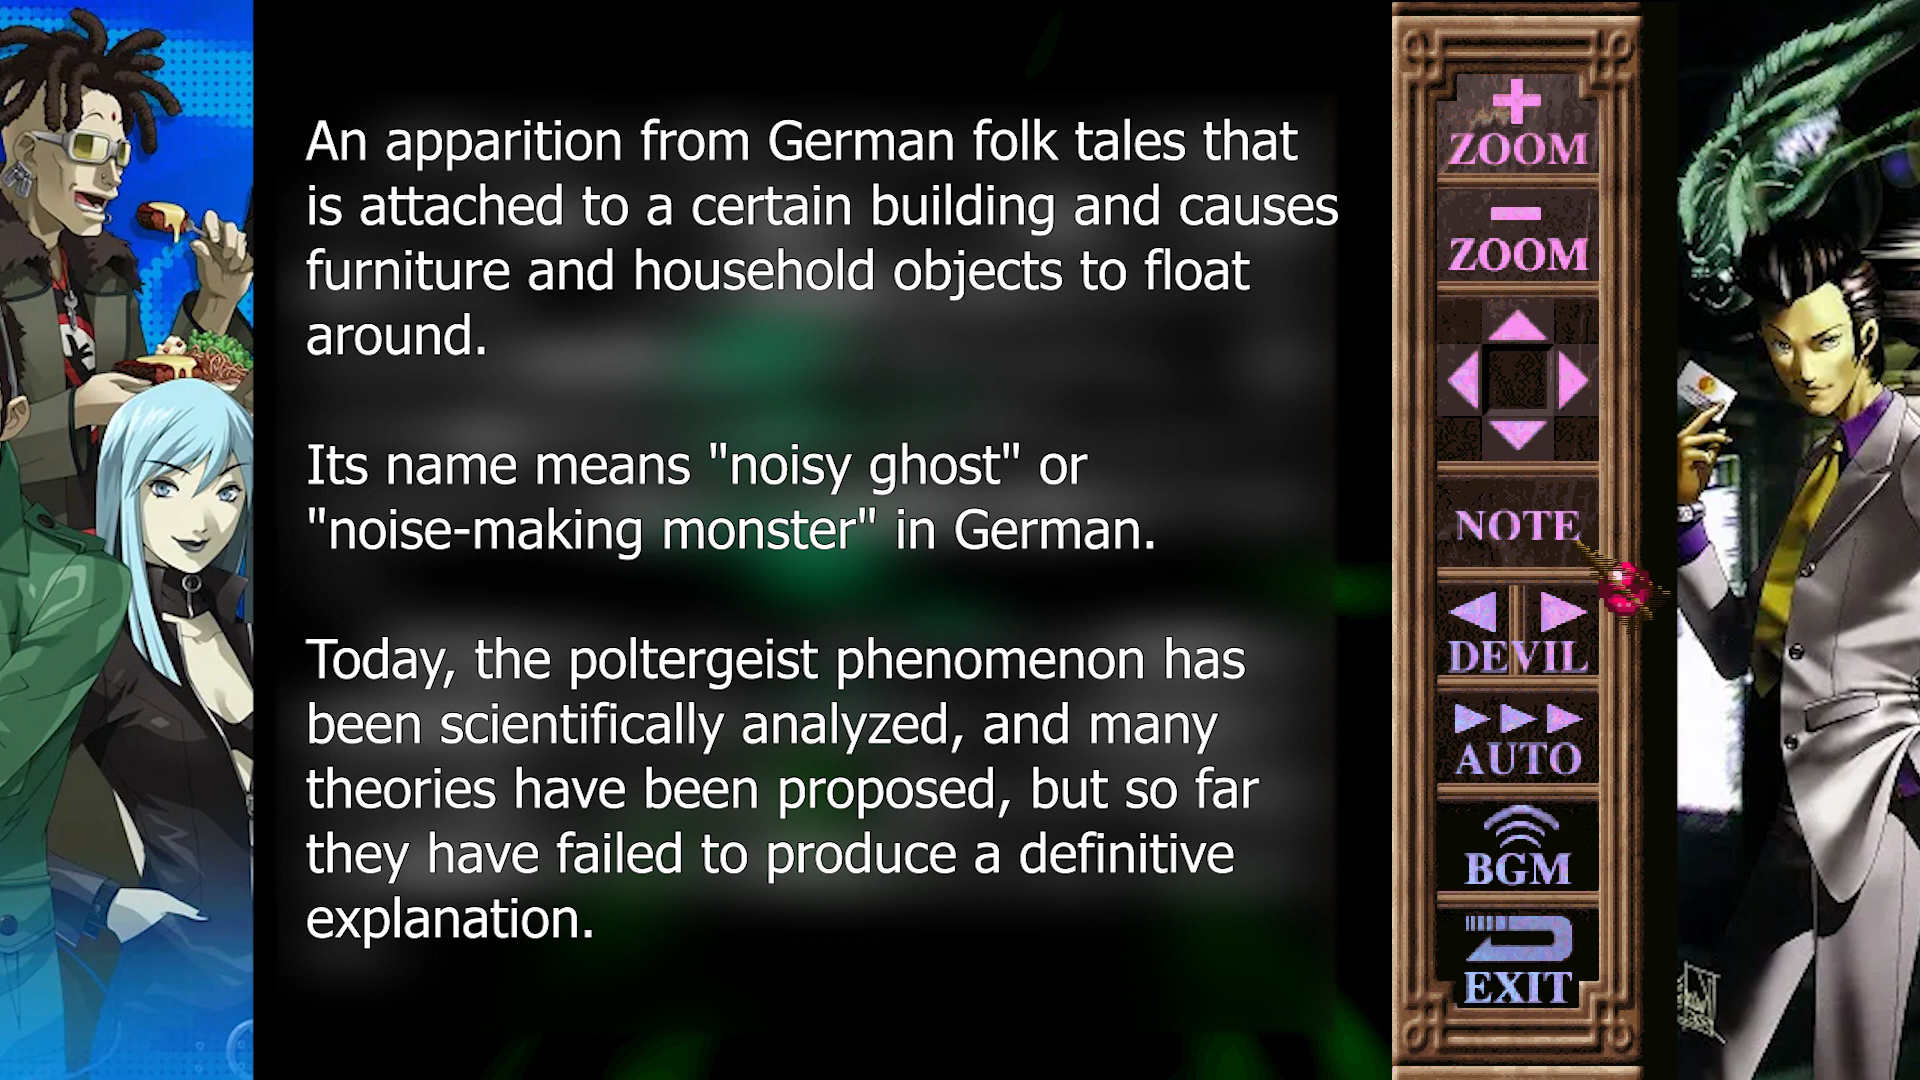 An apparition from German folk tales that
is attached to a certain building and causes
furniture and household objects to float
around.
Its name means "noisy ghost" or
"noise-making monster" in German.
Today, the poltergeist phenomenon has
been scientifically analyzed, and many
theories have been proposed, but so far
they have failed to produce a definitive
explanation.
ZOOM
ZOOM
NOTE
DEVIL
AUTO
BGM
EXIT